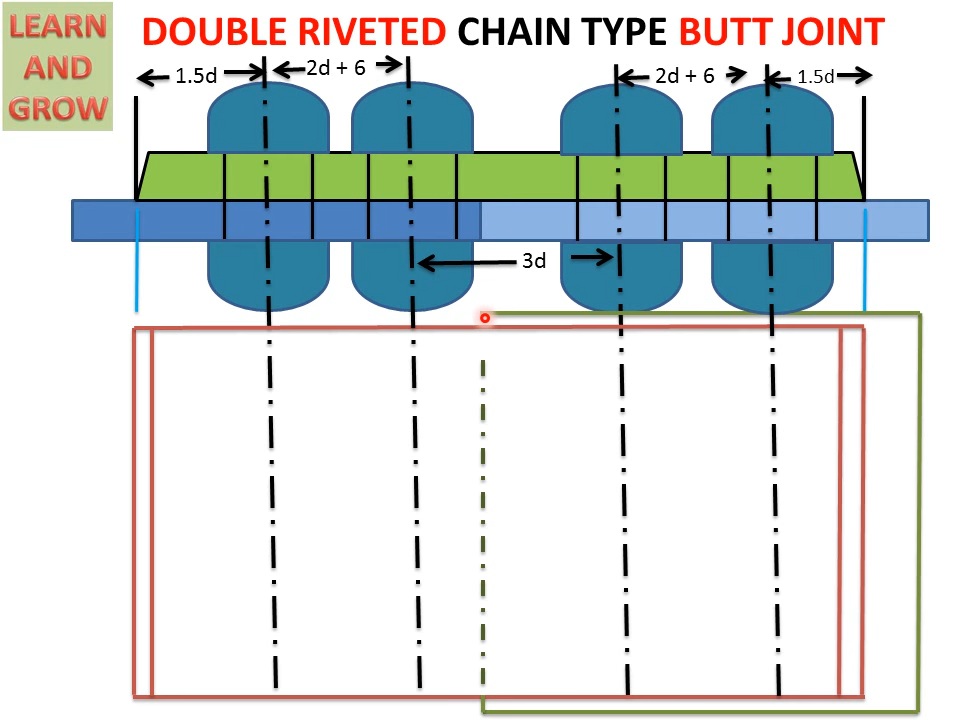 LEARN
AND
GROW
DOUBLE RIVETED CHAIN TYPE BUTT JOINT
1.5d 2d + 6 2d + 6 1.5d
3d